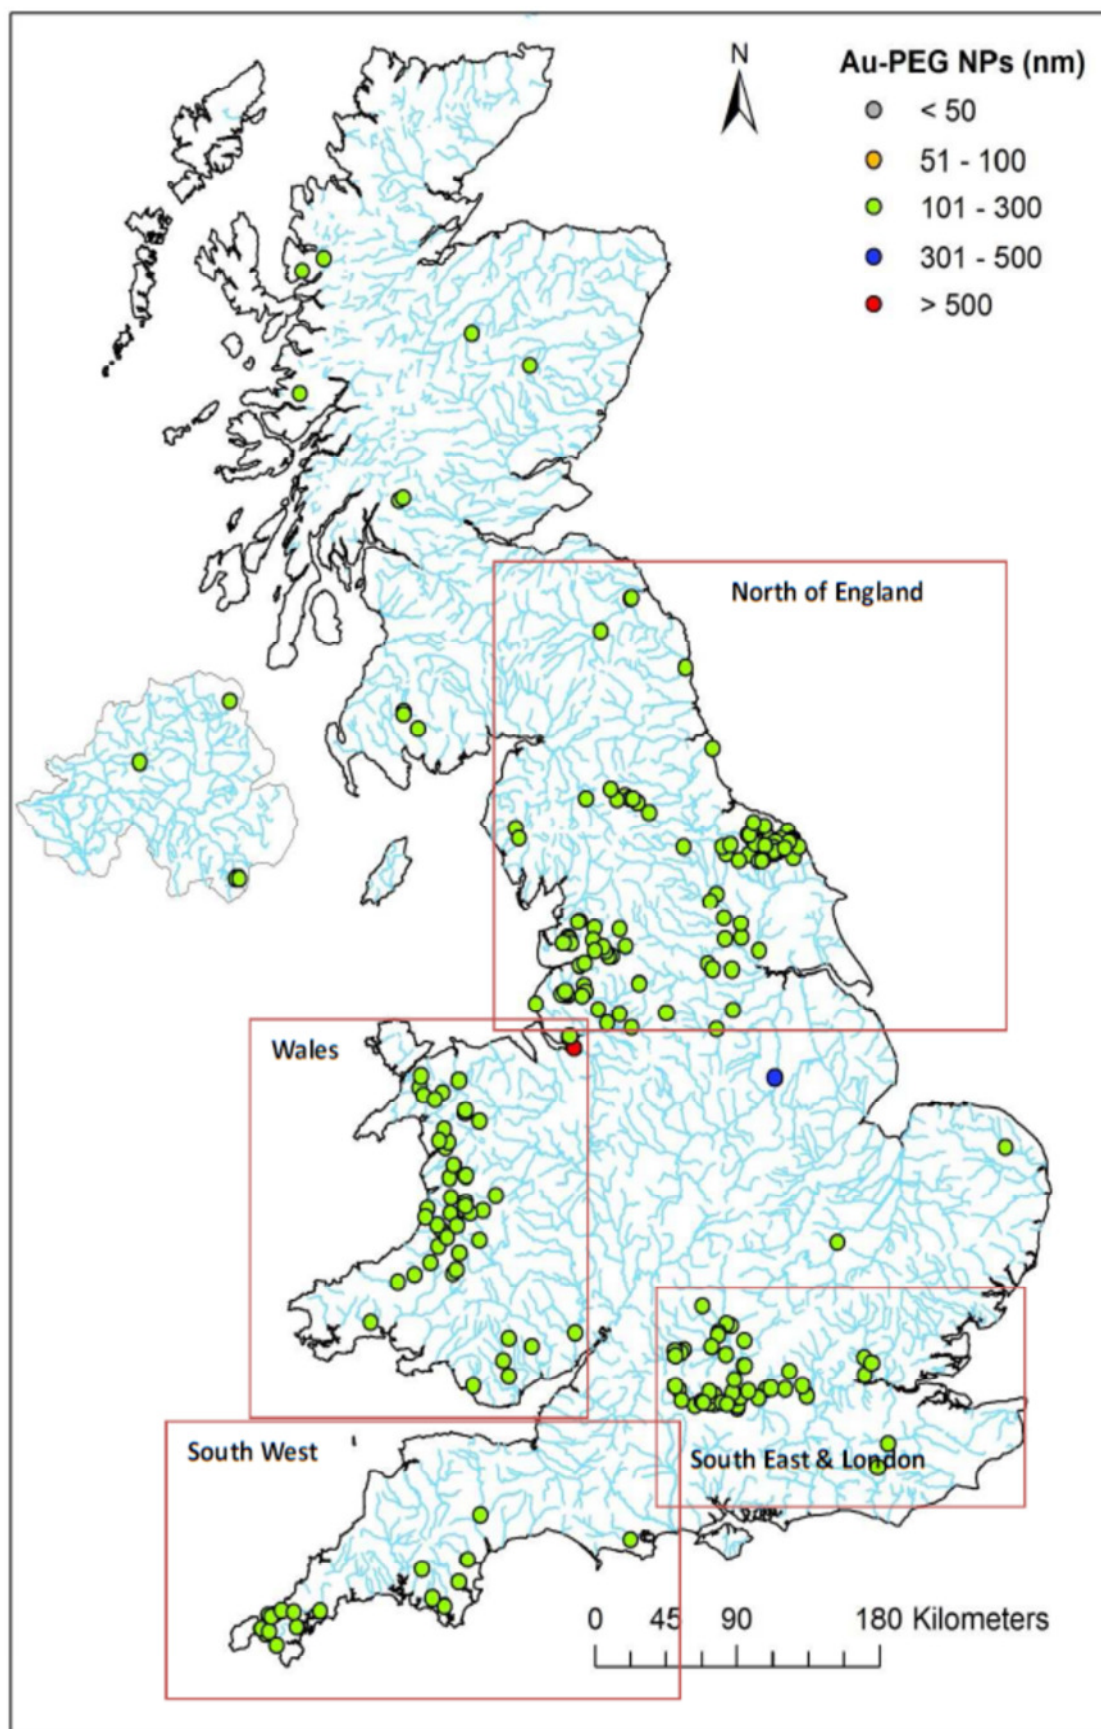 N
Au-PEG NPs (nm)
< 50
51 - 100
101 - 300
301 - 500
> 500
North of England
Wales
South West
South East & London
0 45 90 180 Kilometers